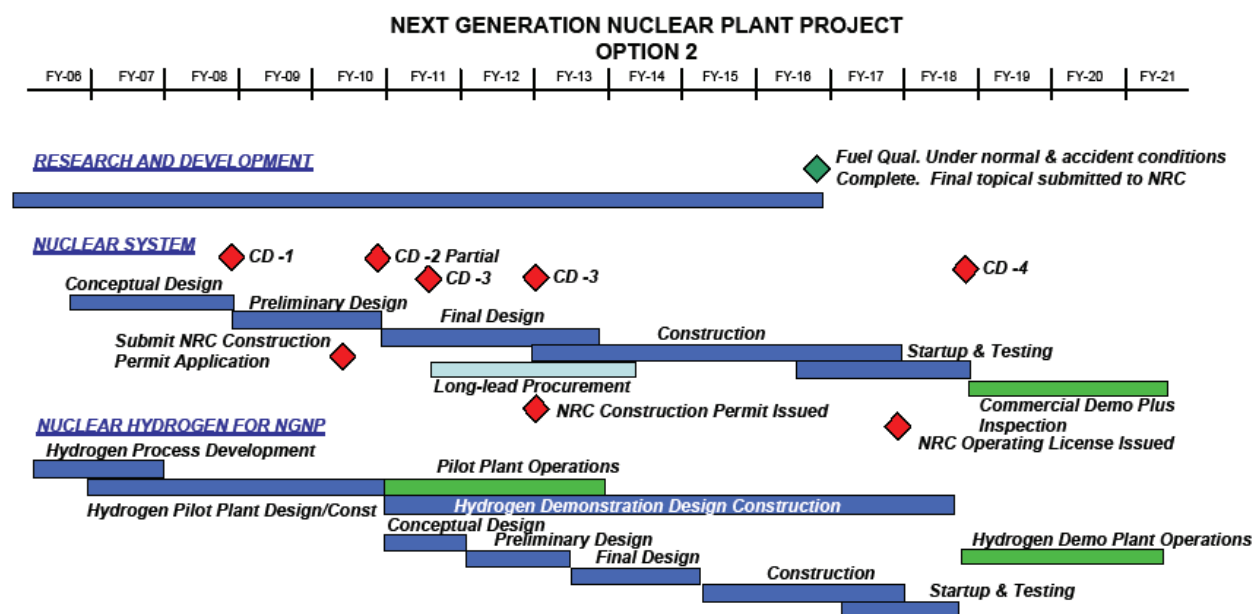 NEXT GENERATION NUCLEAR PLANT PROJECT
OPTION 2
FY-06 FY-07 FY-08 FY-09 FY-10 FY-11 FY-12 FY-13 FY-14 FY-15 FY-16 FY-17 FY-18 FY-19 FY-20 FY-21
RESEARCH AND DEVELOPMENT
Fuel Qual. Under normal & accident conditions
Complete. Final topical submitted to NRC
NUCLEAR SYSTEM
CD -1
CD -2 Partial
CD -3
CD -3
CD -4
Conceptual Design
Preliminary Design
Final Design
Construction
Startup & Testing
Submit NRC Construction
Permit Application
Long-lead Procurement
Commercial Demo Plus
Inspection
NRC Construction Permit Issued
NRC Operating License Issued
NUCLEAR HYDROGEN FOR NGNP
Hydrogen Process Development
Pilot Plant Operations
Hydrogen Pilot Plant Design/Const
Hydrogen Demonstration Design Construction
Conceptual Design
Preliminary Design
Final Design
Hydrogen Demo Plant Operations
Construction
Startup & Testing